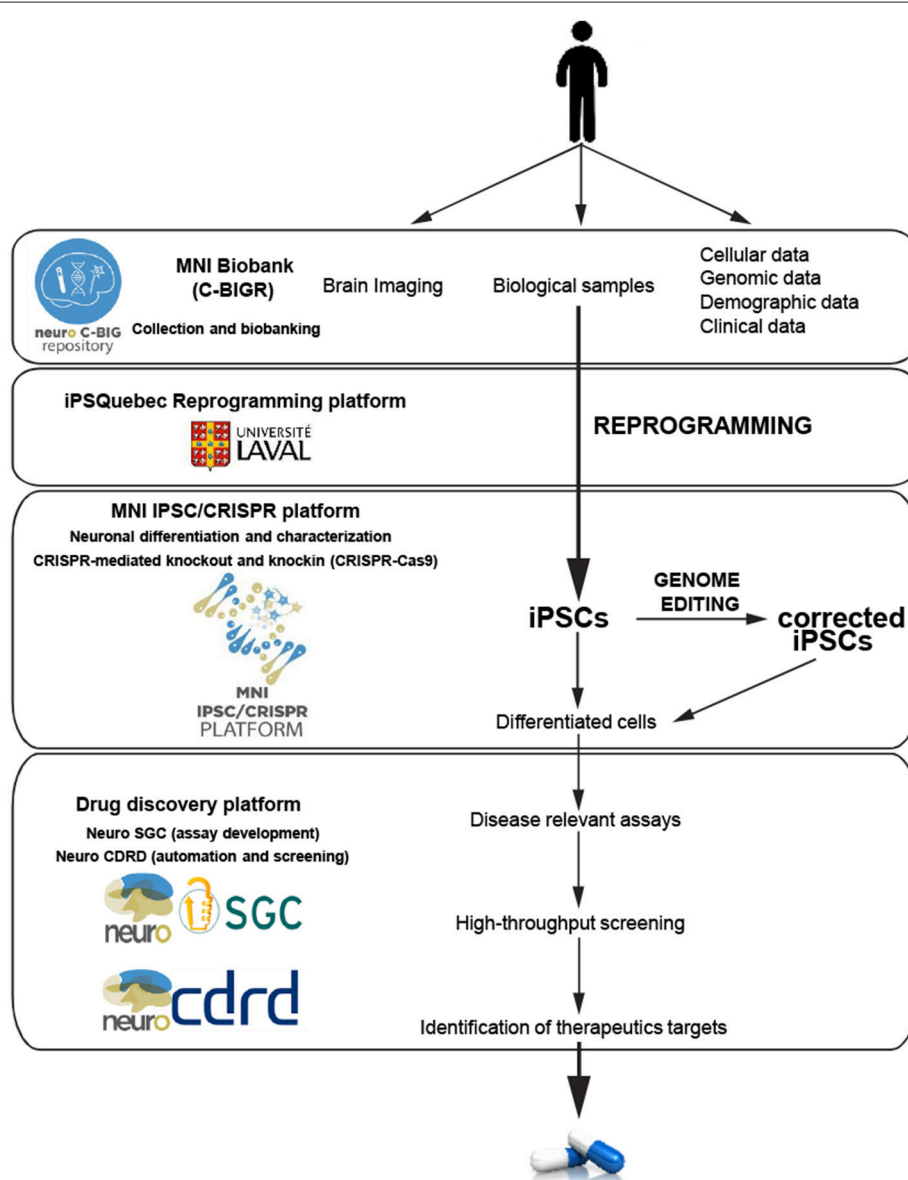 MNI Biobank
(C-BIGR)
Collection and biobanking
neuro C-BIG
repository
Brain Imaging
Biological samples
Cellular data
Genomic data
Demographic data
Clinical data
iPSQuebec Reprogramming platform
UNIVERSITÉ
LAVAL
REPROGRAMMING
MNI IPSC/CRISPR platform
Neuronal differentiation and characterization
CRISPR-mediated knockout and knockin (CRISPR-Cas9)
MNI
IPSC/CRISPR
PLATFORM
iPSCs
GENOME
EDITING
corrected
iPSCs
Differentiated cells
Drug discovery platform
Neuro SGC (assay development)
Neuro CDRD (automation and screening)
neuro
SGC
neuro
cdrd
Disease relevant assays
High-throughput screening
Identification of therapeutics targets